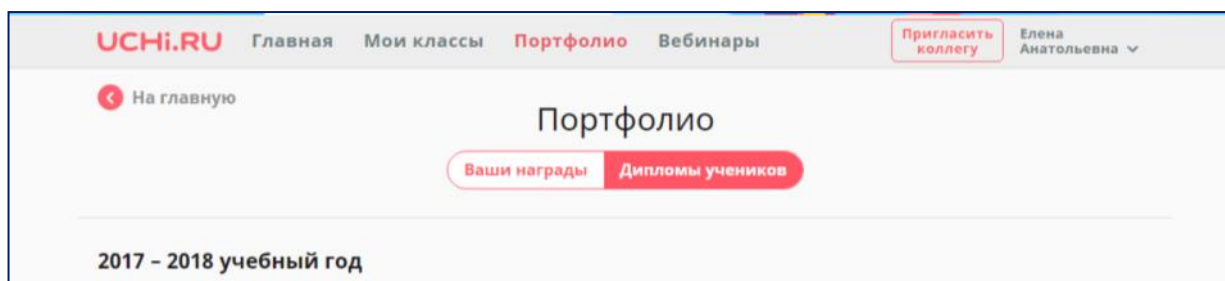 UCHi.RU Главная Мои классы Портфолио Вебинары Пригласить коллегу Елена Анатольевна
На главную
Портфолио
Ваши награды Дипломы учеников
2017 – 2018 учебный год